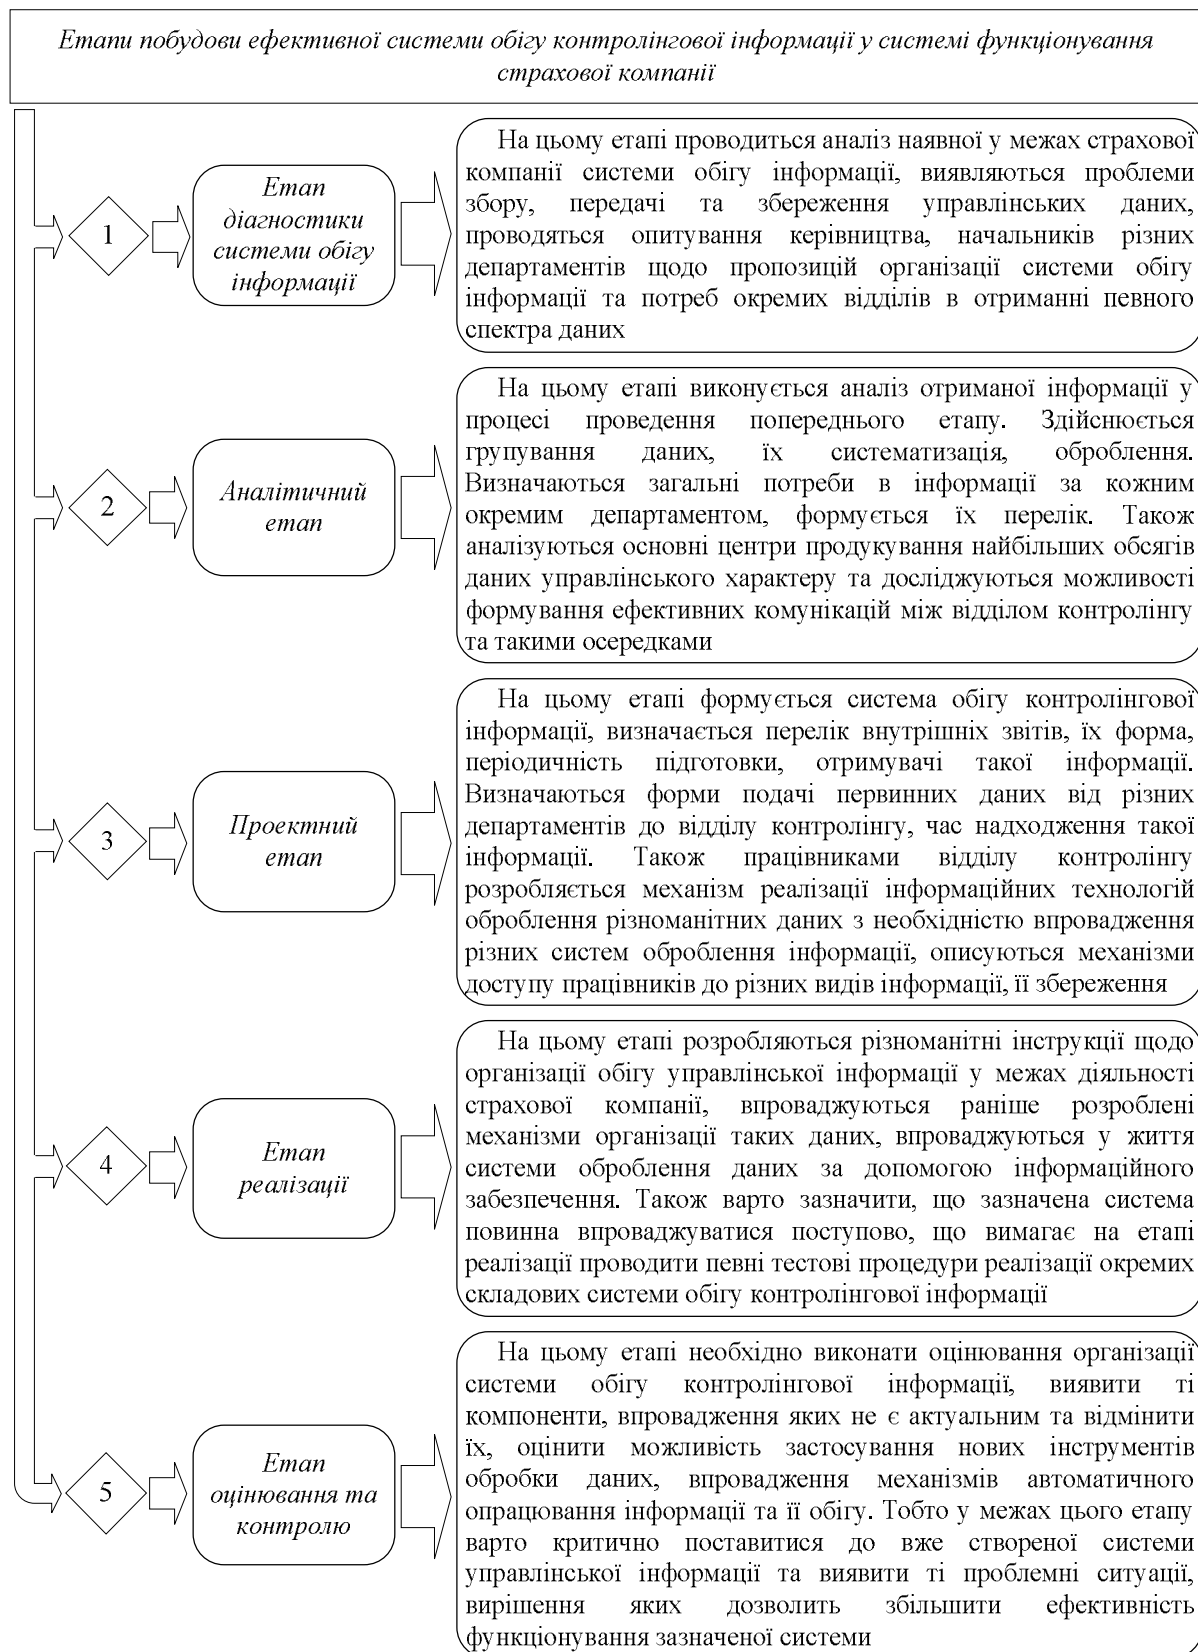 Етапи побудови ефективної системи обігу контролінгової інформації у системі функціонування
страхової компанії
1
Етап
діагностики
системи обігу
інформації
На цьому етапі проводиться аналіз наявної у межах страхової
компанії системи обігу інформації, виявляються проблеми
збору, передачі та збереження управлінських даних,
проводяться опитування керівництва, начальників різних
департаментів щодо пропозицій організації системи обігу
інформації та потреб окремих відділів в отриманні певного
спектра даних
2
Аналітичний
етап
На цьому етапі виконується аналіз отриманої інформації у
процесі проведення попереднього етапу. Здійснюється
групування даних, їх систематизація, оброблення.
Визначаються загальні потреби в інформації за кожним
окремим департаментом, формується їх перелік. Також
аналізуються основні центри продукування найбільших обсягів
даних управлінського характеру та досліджуються можливості
формування ефективних комунікацій між відділом контролінгу
та такими осередками
3
Проектний
етап
На цьому етапі формується система обігу контролінгової
інформації, визначається перелік внутрішніх звітів, їх форма,
періодичність підготовки, отримувачі такої інформації.
Визначаються форми подачі первинних даних від різних
департаментів до відділу контролінгу, час надходження такої
інформації. Також працівниками відділу контролінгу
розробляється механізм реалізації інформаційних технологій
оброблення різноманітних даних з необхідністю впровадження
різних систем оброблення інформації, описуються механізми
доступу працівників до різних видів інформації, її збереження
4
Етап
реалізації
На цьому етапі розробляються різноманітні інструкції щодо
організації обігу управлінської інформації у межах діяльності
страхової компанії, впроваджуються раніше розроблені
механізми організації таких даних, впроваджуються у життя
системи оброблення даних за допомогою інформаційного
забезпечення. Також варто зазначити, що зазначена система
повинна впроваджуватися поступово, що вимагає на етапі
реалізації проводити певні тестові процедури реалізації окремих
складових системи обігу контролінгової інформації
5
Етап
оцінювання та
контролю
На цьому етапі необхідно виконати оцінювання організації
системи обігу контролінгової інформації, виявити ті
компоненти, впровадження яких не є актуальним та відмінити
їх, оцінити можливість застосування нових інструментів
обробки даних, впровадження механізмів автоматичного
опрацювання інформації та її обігу. Тобто у межах цього етапу
варто критично поставитися до вже створеної системи
управлінської інформації та виявити ті проблемні ситуації,
вирішення яких дозволить збільшити ефективність
функціонування зазначеної системи